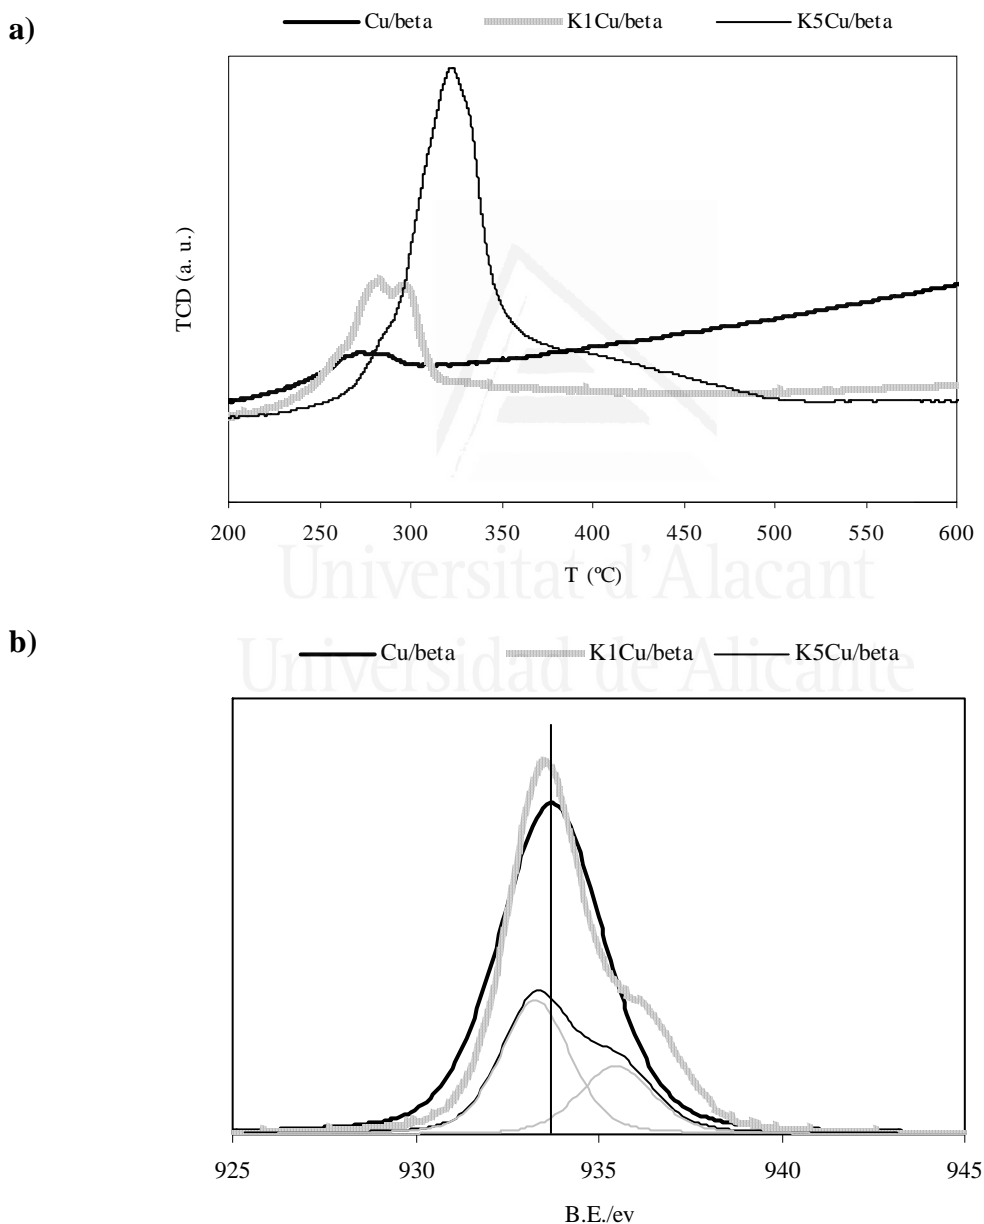 a)
Cu/beta K1Cu/beta K5Cu/beta
TCD (a. u.)
200 250 300 350 400 450 500 550 600
T (ºC)
Universitat d'Alacant
Universidad de Alicante
b)
Cu/beta K1Cu/beta K5Cu/beta
925 930 935 940 945
B.E./ev